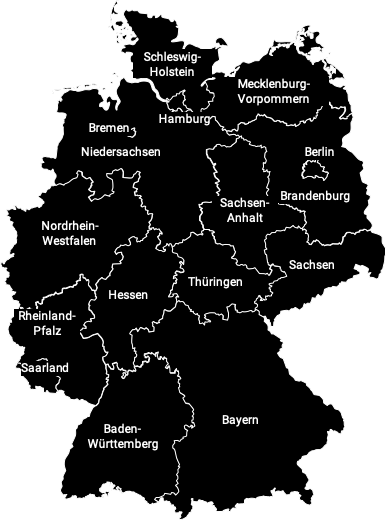 Schleswig-
Holstein
Mecklenburg-
Vorpommern
Hamburg
Bremen
Niedersachsen
Berlin
Brandenburg
Sachsen-
Anhalt
Nordrhein-
Westfalen
Sachsen
Thüringen
Hessen
Rheinland-
Pfalz
Saarland
Baden-
Württemberg
Bayern